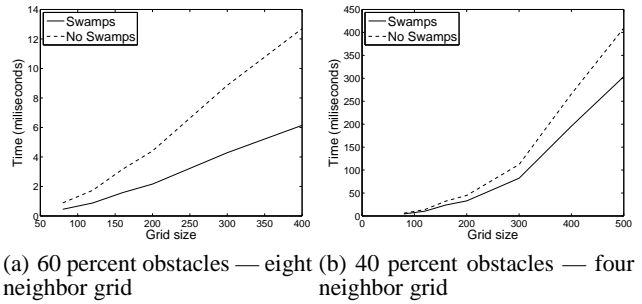 14
12
10
8
6
4
2
0
50 100 150 200 250 300 350 400
Time (miliseconds)
Grid size
Swamps
No Swamps
450
400
350
300
250
200
150
100
50
0
0 100 200 300 400 500
Time (miliseconds)
Grid size
Swamps
No Swamps
(a) 60 percent obstacles — eight
neighbor grid
(b) 40 percent obstacles — four
neighbor grid